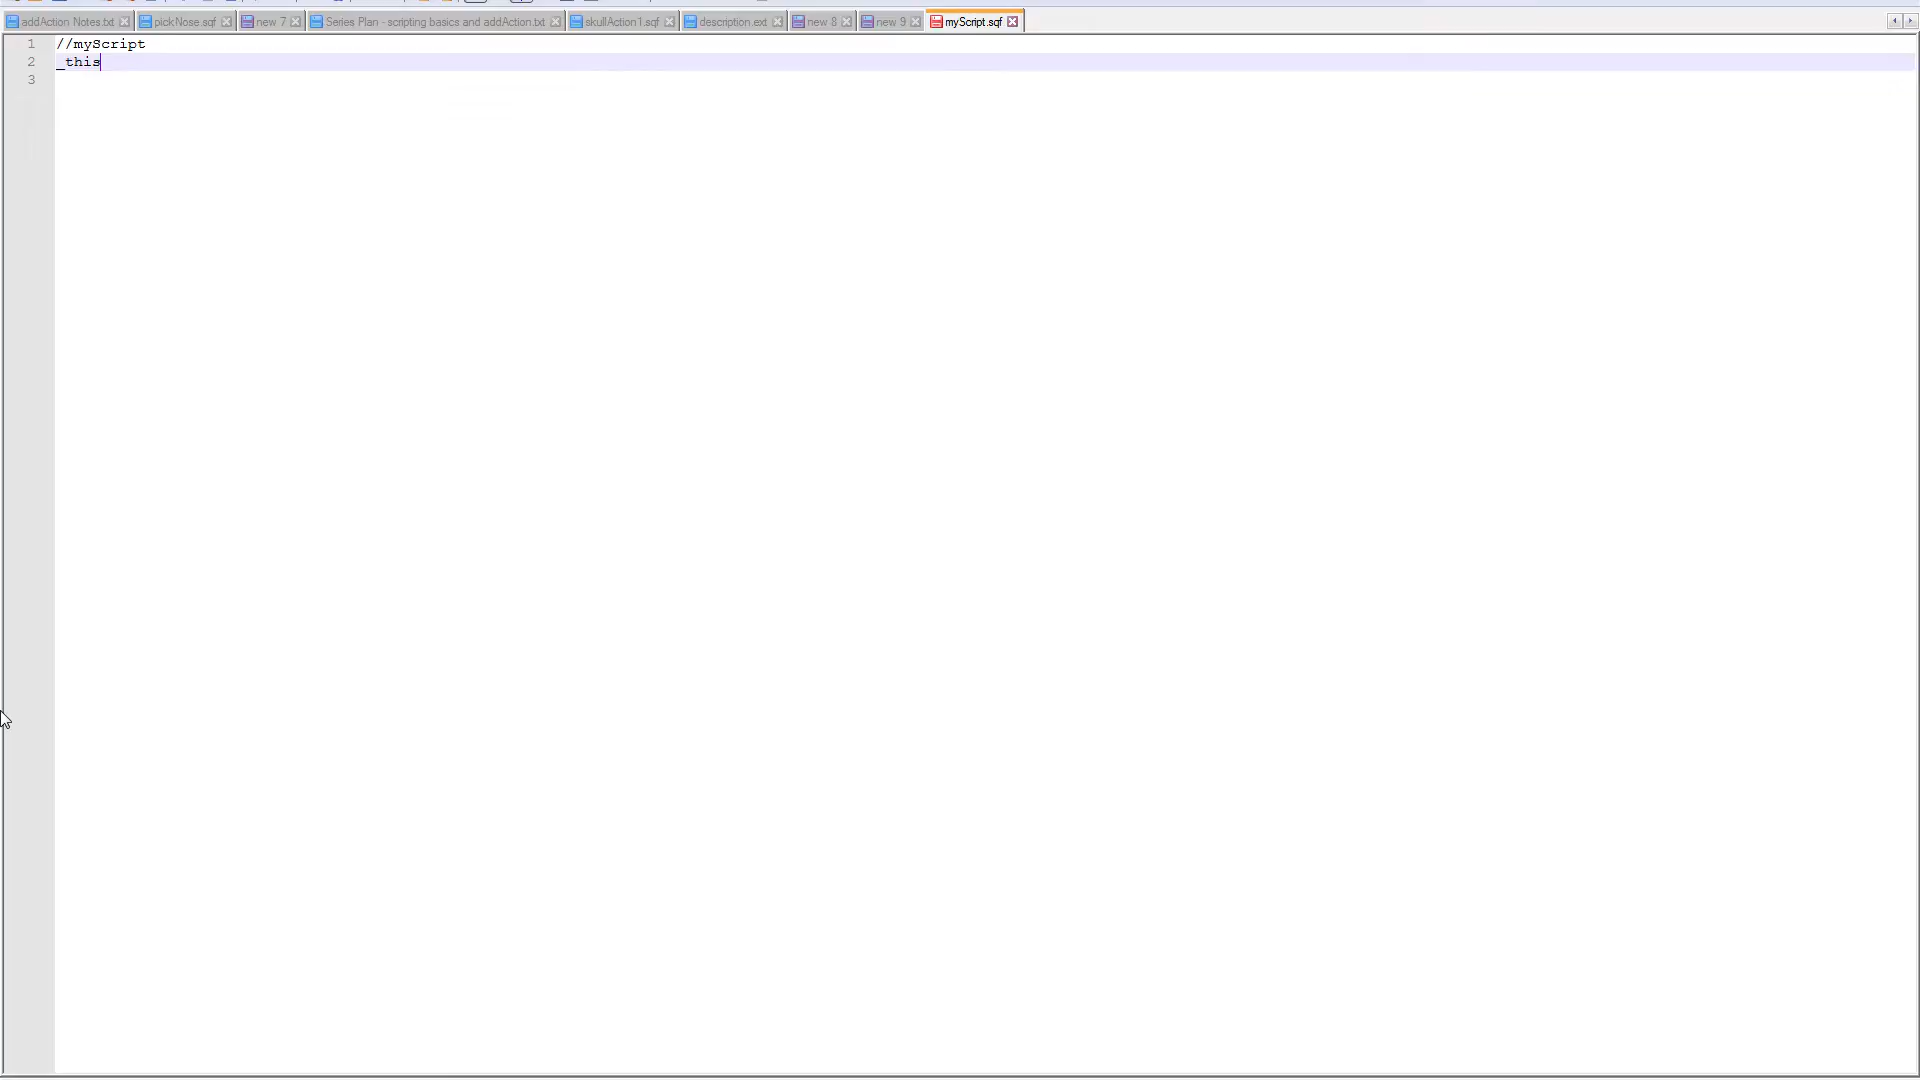 addAction Notes.txt pickNose.sqf new 7 Series Plan - scripting basics and addAction.txt skullAction1.sqf description.ext new 8 new 9 myScript.sqf
1 //myScript
2 _this
3